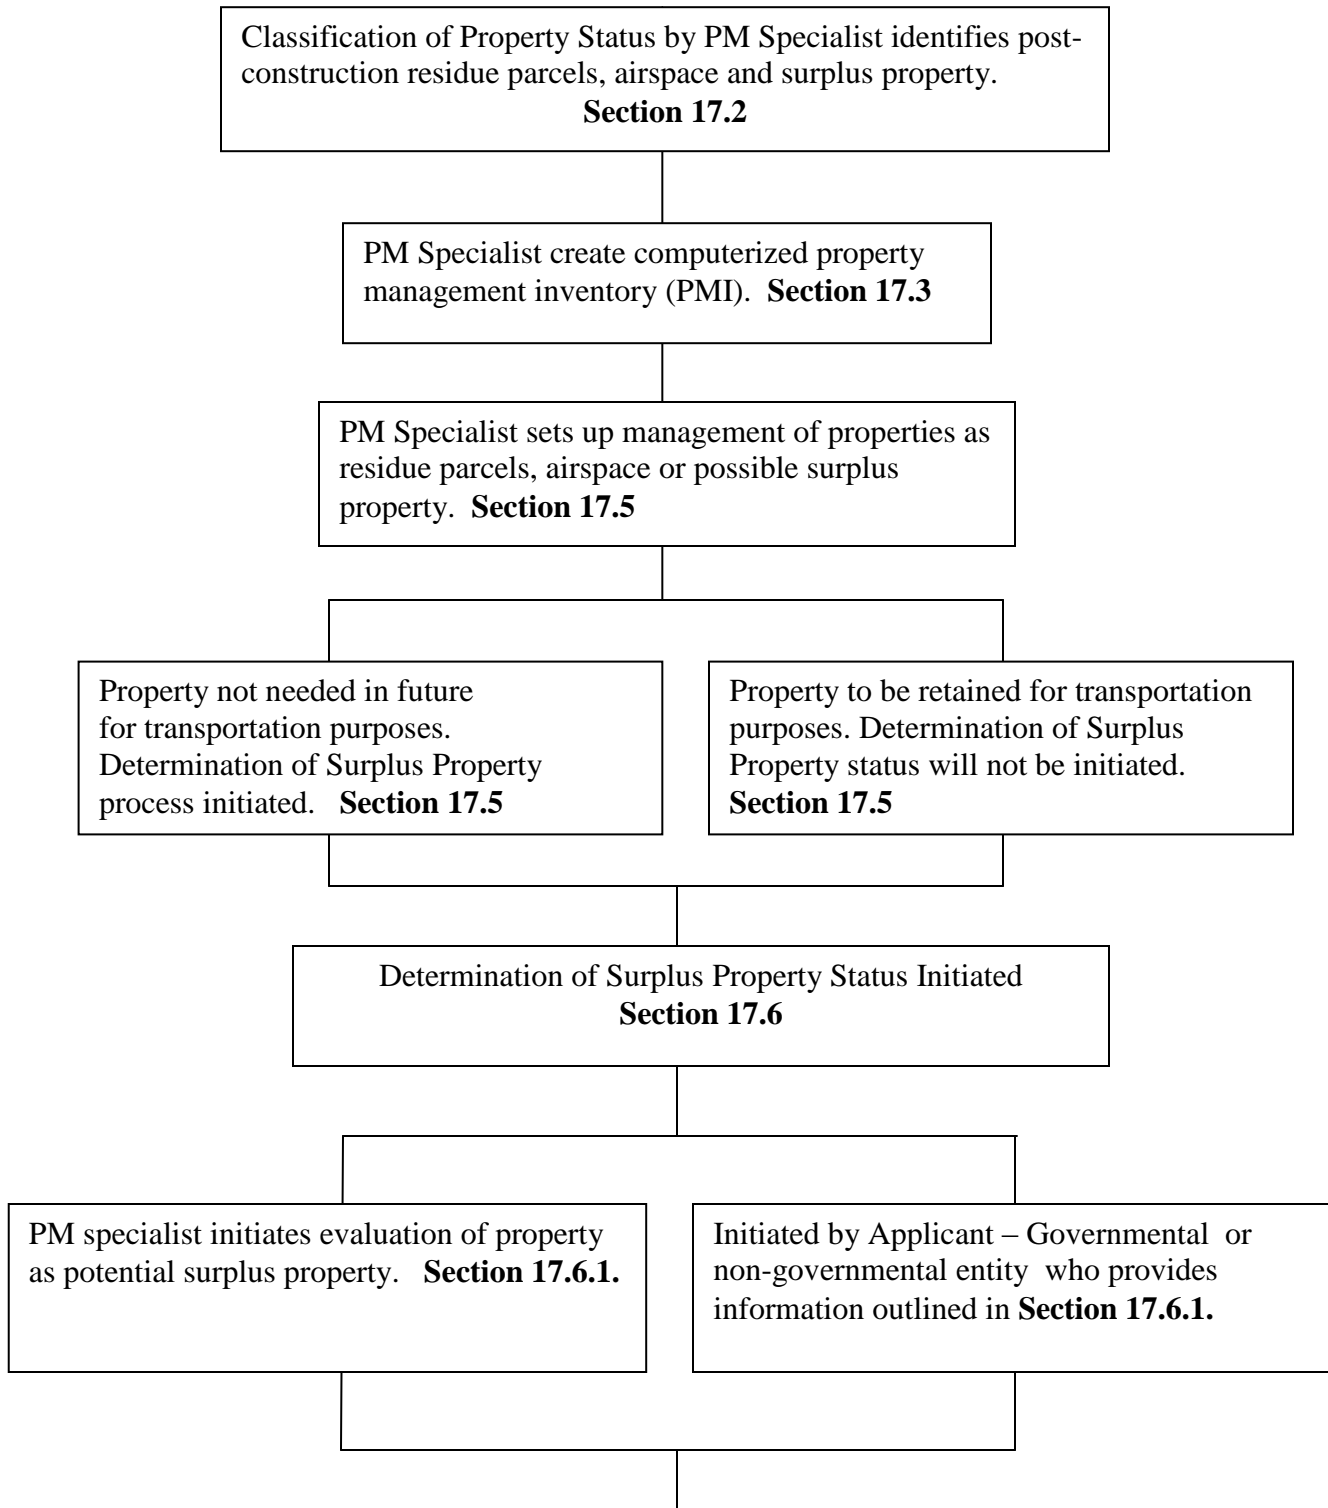 Classification of Property Status by PM Specialist identifies post-
construction residue parcels, airspace and surplus property.
Section 17.2
PM Specialist create computerized property
management inventory (PMI). Section 17.3
PM Specialist sets up management of properties as
residue parcels, airspace or possible surplus
property. Section 17.5
Property not needed in future
for transportation purposes.
Determination of Surplus Property
process initiated. Section 17.5
Property to be retained for transportation
purposes. Determination of Surplus
Property status will not be initiated.
Section 17.5
Determination of Surplus Property Status Initiated
Section 17.6
PM specialist initiates evaluation of property
as potential surplus property. Section 17.6.1.
Initiated by Applicant – Governmental or
non-governmental entity who provides
information outlined in Section 17.6.1.